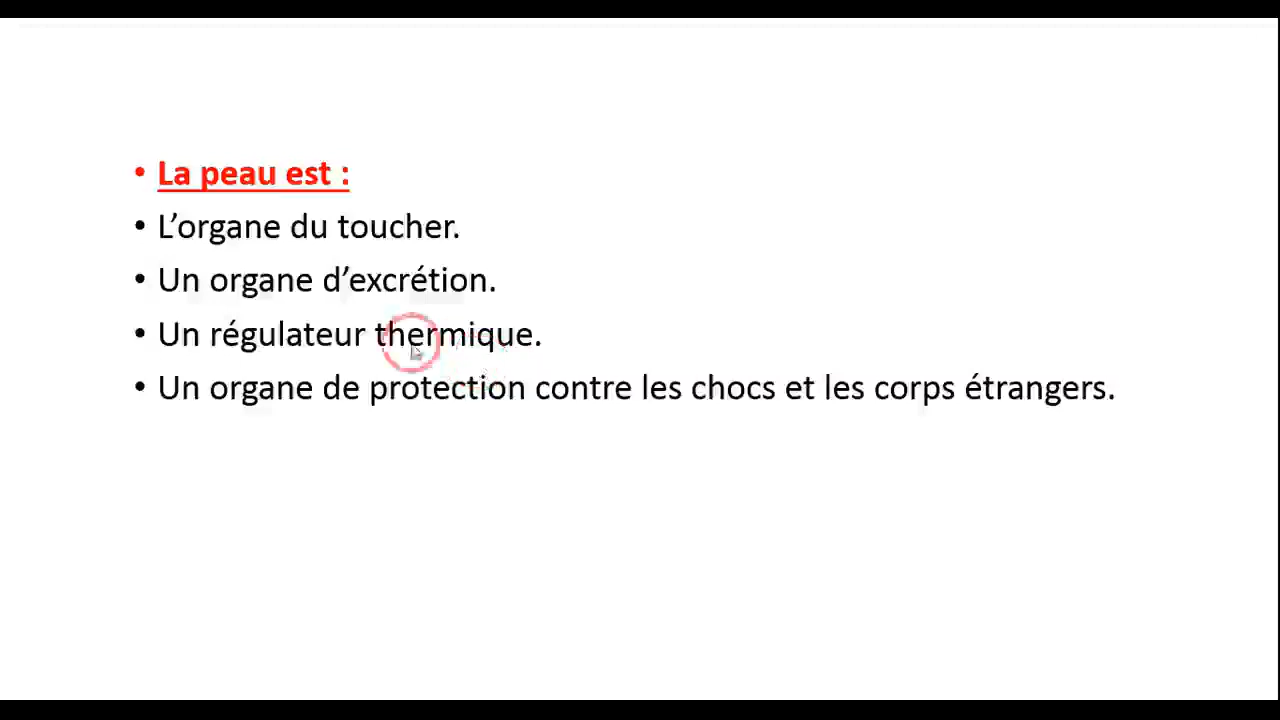 • La peau est :
• L’organe du toucher.
• Un organe d’excrétion.
• Un régulateur thermique.
• Un organe de protection contre les chocs et les corps étrangers.